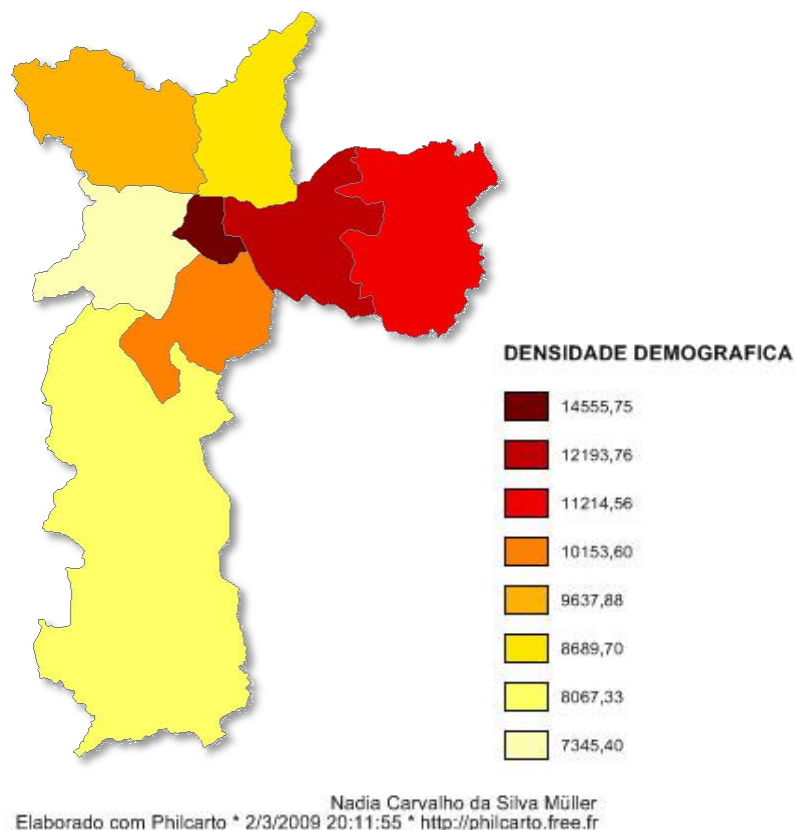 DENSIDADE DEMOGRAFICA
14555,75
12193,76
11214,56
10153,60
9637,88
8689,70
8067,33
7345,40
Nadia Carvalho da Silva Müller
Elaborado com Philcarto * 2/3/2009 20:11:55 * http://philcarto.free.fr